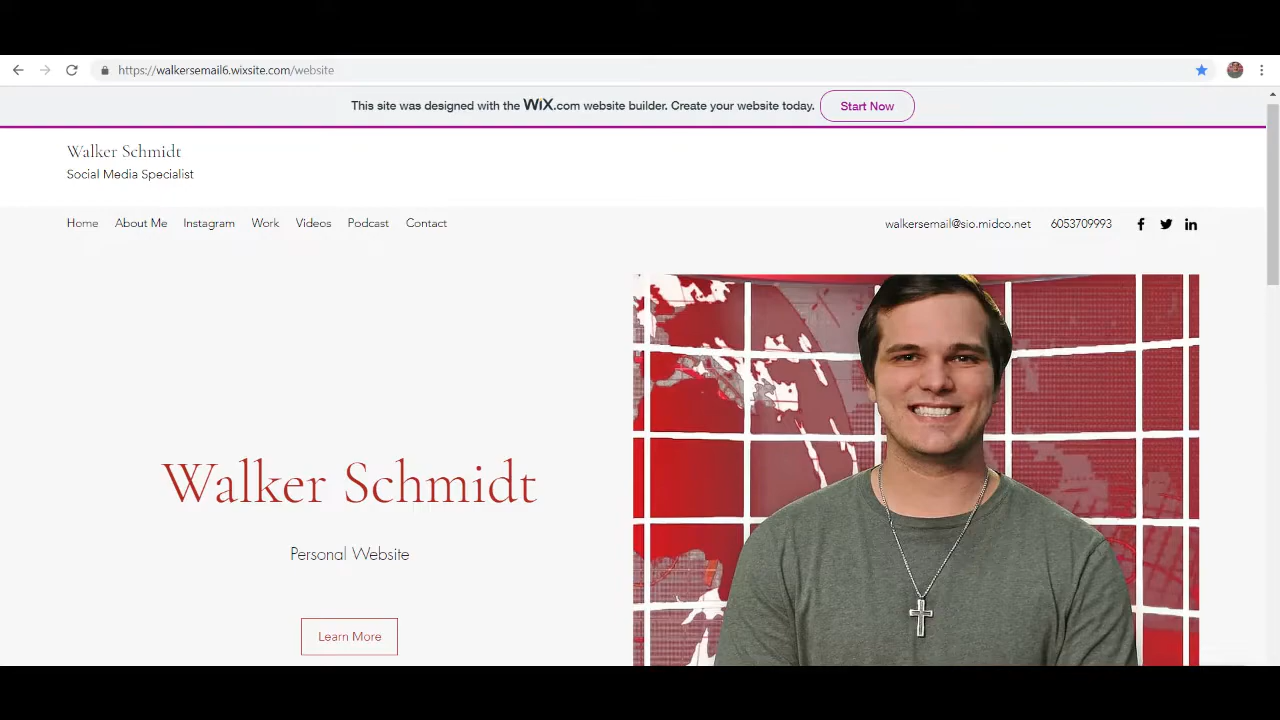 https://walkersemail6.wixsite.com/website
This site was designed with the WiX.com website builder. Create your website today. Start Now
Walker Schmidt
Social Media Specialist
Home About Me Instagram Work Videos Podcast Contact walkersemail@sio.midco.net 6053709993
Walker Schmidt
Personal Website
Learn More